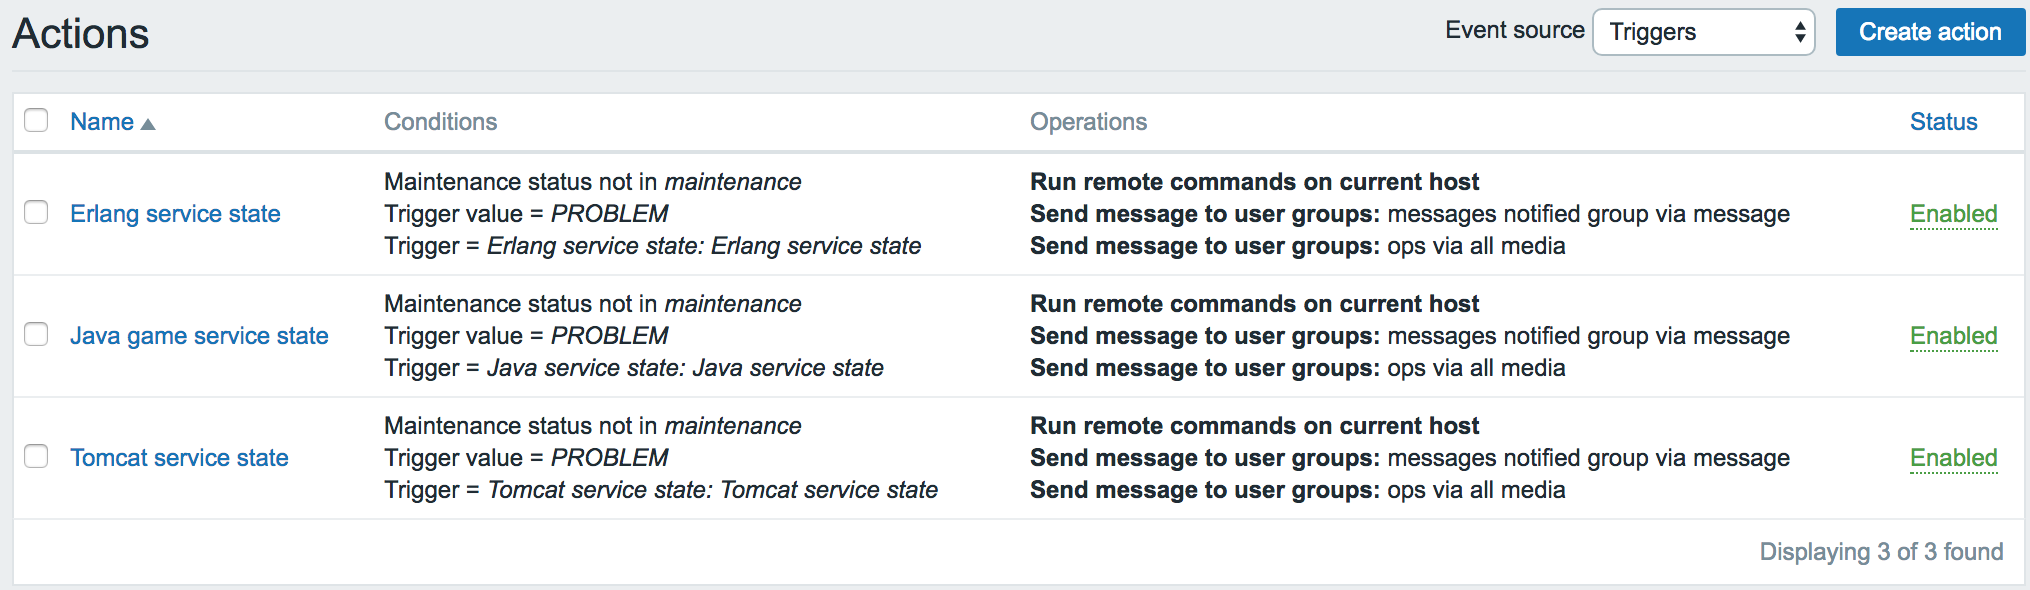 Actions
Event source Triggers Create action
Name Conditions Operations Status
Maintenance status not in maintenance Run remote commands on current host
Erlang service state Trigger value = PROBLEM Send message to user groups: messages notified group via message Enabled
Trigger = Erlang service state: Erlang service state Send message to user groups: ops via all media
Maintenance status not in maintenance Run remote commands on current host
Java game service state Trigger value = PROBLEM Send message to user groups: messages notified group via message Enabled
Trigger = Java service state: Java service state Send message to user groups: ops via all media
Maintenance status not in maintenance Run remote commands on current host
Tomcat service state Trigger value = PROBLEM Send message to user groups: messages notified group via message Enabled
Trigger = Tomcat service state: Tomcat service state Send message to user groups: ops via all media
Displaying 3 of 3 found